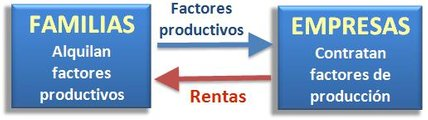 FAMILIAS
Alquilan
factores
productivos
Factores
productivos
Rentas
EMPRESAS
Contratan
factores de
producción